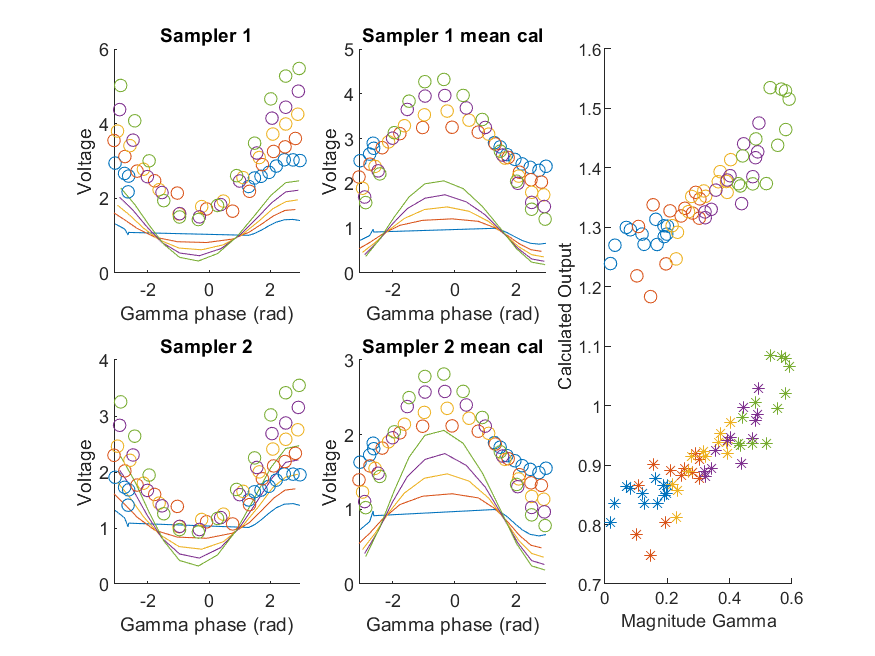 Sampler 1
6
4
2
0
Voltage
-2 0 2
Gamma phase (rad)
Sampler 1 mean cal
5
4
3
2
1
0
Voltage
-2 0 2
Gamma phase (rad)
Sampler 2
4
3
2
1
0
Voltage
-2 0 2
Gamma phase (rad)
Sampler 2 mean cal
3
2
1
0
Voltage
-2 0 2
Gamma phase (rad)
1.6
1.5
1.4
1.3
1.2
1.1
1
0.9
0.8
0.7
Calculated Output
0 0.2 0.4 0.6
Magnitude Gamma